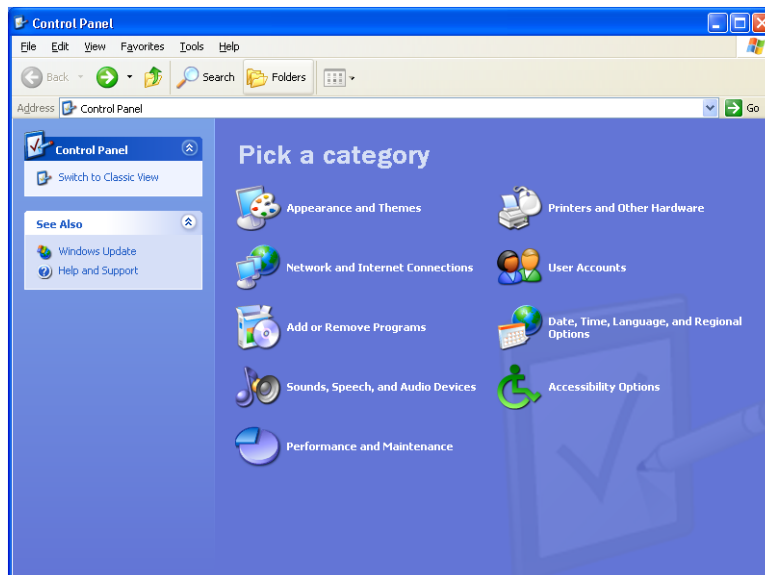 Control Panel
File Edit View Favorites Tools Help
Back Search Folders
Address Control Panel Go
Control Panel
Switch to Classic View
See Also
Windows Update
Help and Support
Pick a category
Appearance and Themes
Printers and Other Hardware
Network and Internet Connections
User Accounts
Add or Remove Programs
Date, Time, Language, and Regional
Options
Sounds, Speech, and Audio Devices
Accessibility Options
Performance and Maintenance